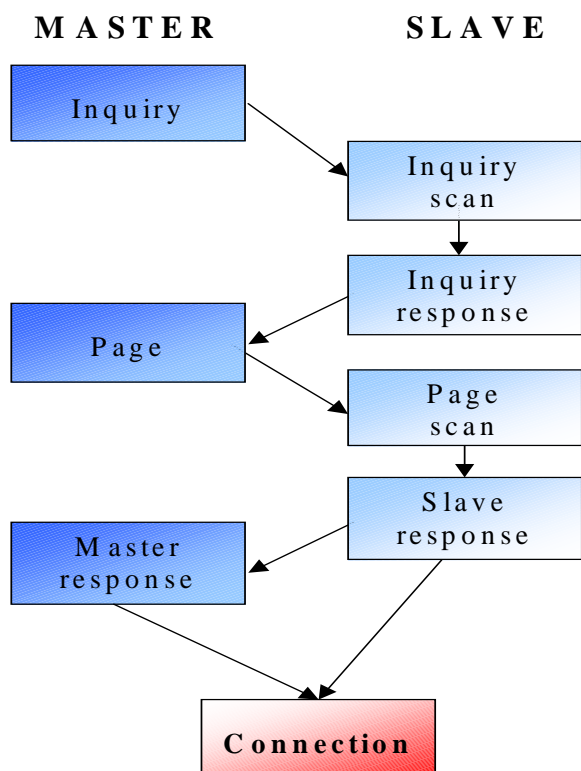 MASTER SLAVE
Inquiry
Inquiry
scan
Inquiry
response
Page
Page
scan
Slave
response
Master
response
Connection